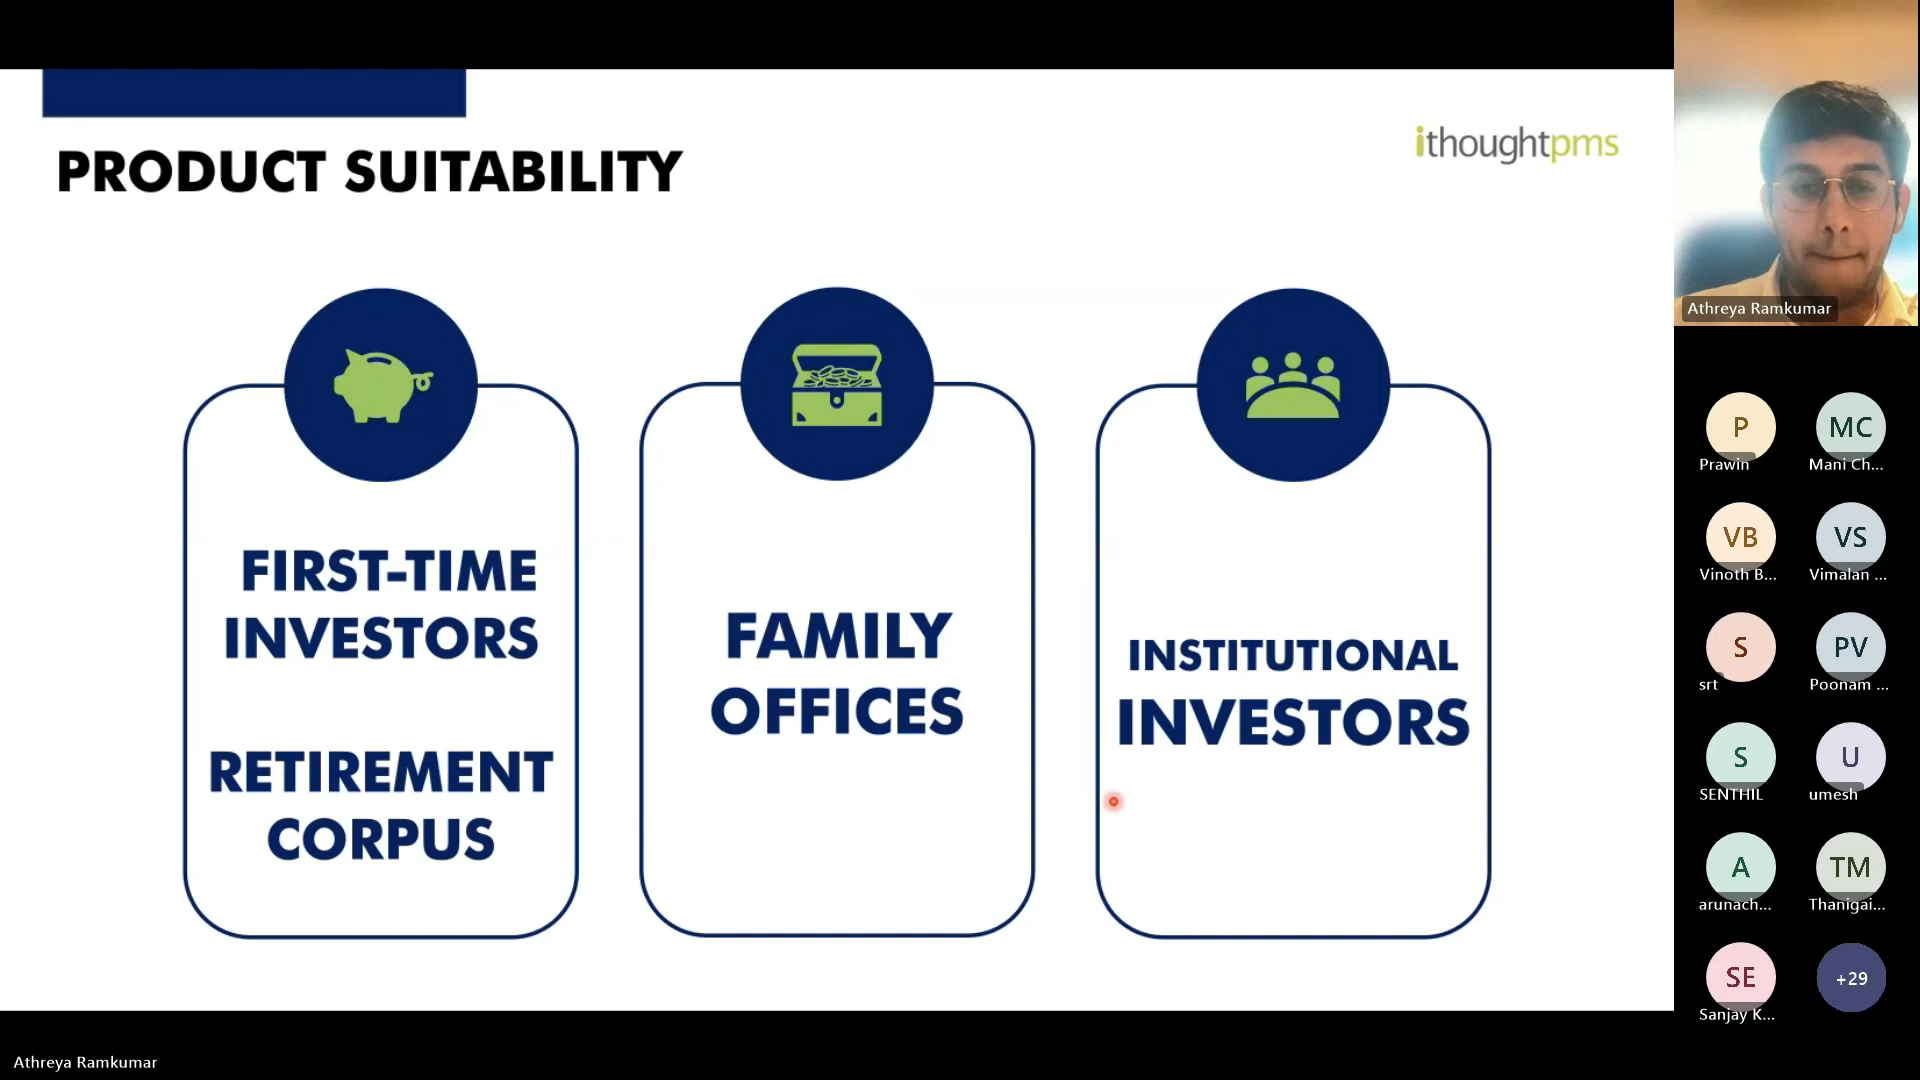 PRODUCT SUITABILITY
ithoughtpms
FIRST-TIME
INVESTORS
RETIREMENT
CORPUS
FAMILY
OFFICES
INSTITUTIONAL
INVESTORS
Athreya Ramkumar
P
Prawin
MC
Mani Ch...
VB
Vinoth B...
VS
Vimalan ...
S
srt
PV
Poonam ...
S
SENTHIL
U
umesh
A
arunach...
TM
Thanigai...
SE
Sanjay K...
+29
Athreya Ramkumar